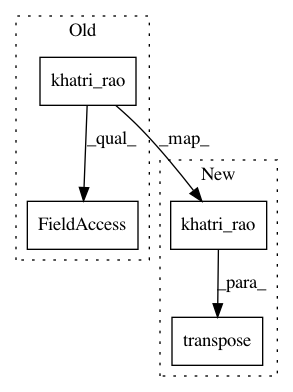 Old
khatri_rao
_qual_
_map_
New
FieldAccess
khatri_rao
_para_
transpose